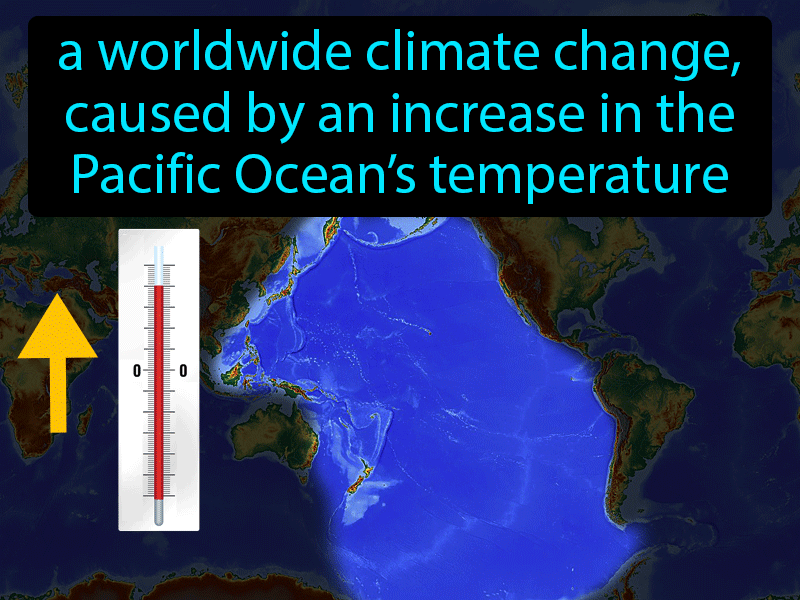 a worldwide climate change,
caused by an increase in the
Pacific Ocean’s temperature
0 0